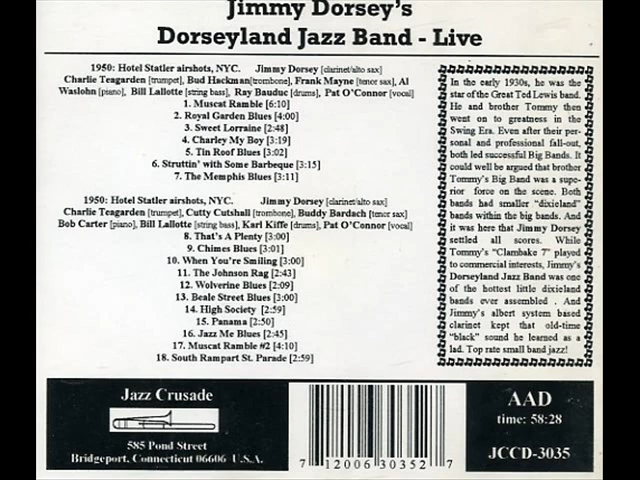 Jimmy Dorsey's
Dorseyland Jazz Band - Live
1950: Hotel Statler airshots, NYC. Jimmy Dorsey [clarinet/alto sax]
Charlie Teagarden [trumpet], Bud Hackman[trombone], Frank Mayne [tenor sax], Al
Waslohn [piano], Bill Lallotte [string bass], Ray Bauduc [drums], Pat O'Connor [vocal]
1. Muscat Ramble [6:10]
2. Royal Garden Blues [4:00]
3. Sweet Lorraine [2:48]
4. Charley My Boy [3:19]
5. Tin Roof Blues [3:02]
6. Struttin' with Some Barbeque [3:15]
7. The Memphis Blues [3:11]
1950: Hotel Statler airshots, NYC. Jimmy Dorsey [clarinet/alto sax]
Charlie Teagarden [trumpet], Cutty Cutshall [trombone], Buddy Bardach [tenor sax]
Bob Carter [piano], Bill Lallotte [string bass], Karl Kiffe [drums], Pat O'Connor [vocal]
8. That's A Plenty [3:00]
9. Chimes Blues [3:01]
10. When You're Smiling [3:00]
11. The Johnson Rag [2:43]
12. Wolverine Blues [2:09]
13. Beale Street Blues [3:00]
14. High Society [2:59]
15. Panama [2:50]
16. Jazz Me Blues [2:45]
17. Muscat Ramble #2 [4:10]
18. South Rampart St. Parade [2:59]
In the early 1930s, he was the
star of the Great Ted Lewis band.
He and brother Tommy then
went on to greatness in the
Swing Era. Even after their per-
sonal and professional fall-out,
both led successful Big Bands. It
could well be argued that brother
Tommy's Big Band was a supe-
rior force on the scene. Both
bands had smaller "dixieland"
bands within the big bands. And
it was here that Jimmy Dorsey
settled all scores. While
Tommy's "Clambake 7" played
to commercial interests, Jimmy's
Dorseyland Jazz Band was one
of the hottest little dixieland
bands ever assembled . And
Jimmy's albert system based
clarinet kept that old-time
"black" sound he learned as a
lad. Top rate small band jazz!
Jazz Crusade
585 Pond Street
Bridgeport, Connecticut 06606 U.S.A.
7 12006 30352 7
AAD
time: 58:28
JCCD-3035